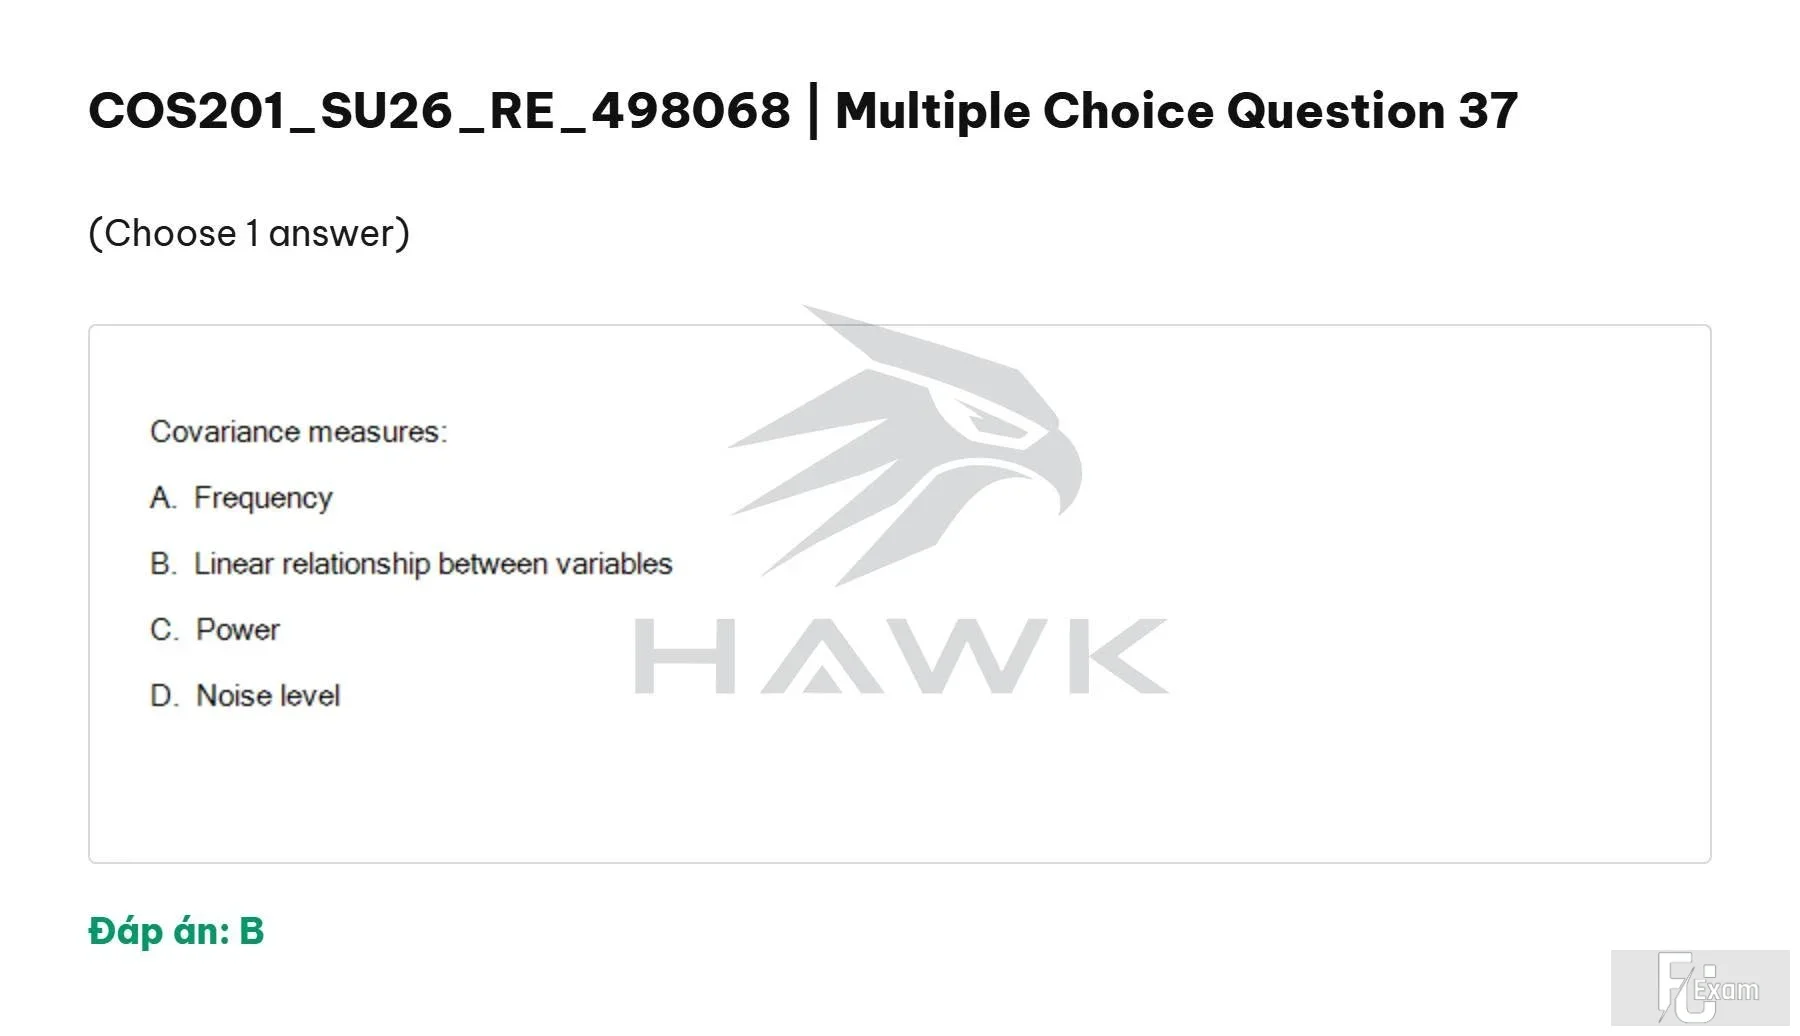 COS201_SU26_RE_498068 | Multiple Choice Question 37
(Choose 1 answer)
Covariance measures:
A. Frequency
B. Linear relationship between variables
C. Power
D. Noise level
HAWK
Đáp án: B
FU Exam